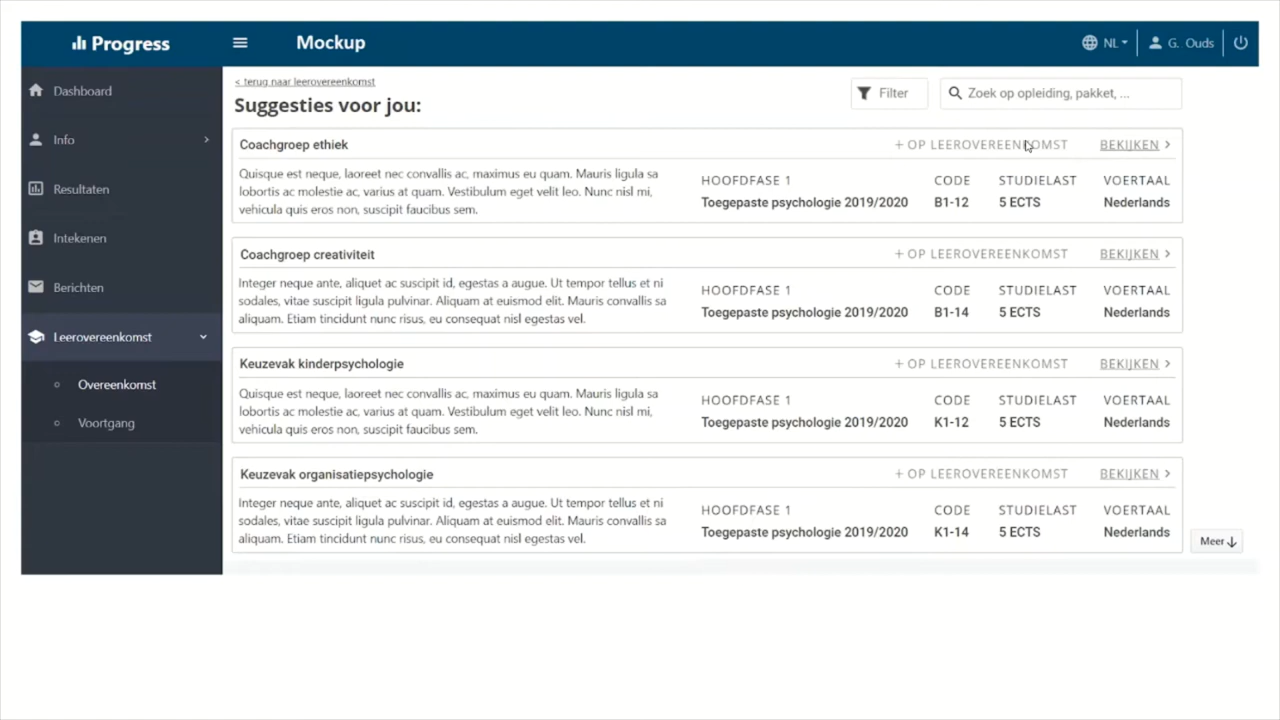 Progress
Mockup
NL
G. Ouds
Dashboard
Info
Resultaten
Intekenen
Berichten
Leerovereenkomst
Overeenkomst
Voortgang
< terug naar leerovereenkomst
Suggesties voor jou:
Filter
Zoek op opleiding, pakket, ...
Coachgroep ethiek
+ OP LEEROVEREENKOMST
BEKIJKEN >
Quisque est neque, laoreet nec convallis ac, maximus eu quam. Mauris ligula sa
lobortis ac molestie ac, varius at quam. Vestibulum eget velit leo. Nunc nisl mi,
vehicula quis eros non, suscipit faucibus sem.
HOOFDFASE 1 CODE STUDIELAST VOERTAAL
Toegepaste psychologie 2019/2020 B1-12 5 ECTS Nederlands
Coachgroep creativiteit
+ OP LEEROVEREENKOMST
BEKIJKEN >
Integer neque ante, aliquet ac suscipit id, egestas a augue. Ut tempor tellus et ni
sodales, vitae suscipit ligula pulvinar. Aliquam at euismod elit. Mauris convallis sa
aliquam. Etiam tincidunt nunc risus, eu consequat nisl egestas vel.
HOOFDFASE 1 CODE STUDIELAST VOERTAAL
Toegepaste psychologie 2019/2020 B1-14 5 ECTS Nederlands
Keuzevak kinderpsychologie
+ OP LEEROVEREENKOMST
BEKIJKEN >
Quisque est neque, laoreet nec convallis ac, maximus eu quam. Mauris ligula sa
lobortis ac molestie ac, varius at quam. Vestibulum eget velit leo. Nunc nisl mi,
vehicula quis eros non, suscipit faucibus sem.
HOOFDFASE 1 CODE STUDIELAST VOERTAAL
Toegepaste psychologie 2019/2020 K1-12 5 ECTS Nederlands
Keuzevak organisatiepsychologie
+ OP LEEROVEREENKOMST
BEKIJKEN >
Integer neque ante, aliquet ac suscipit id, egestas a augue. Ut tempor tellus et ni
sodales, vitae suscipit ligula pulvinar. Aliquam at euismod elit. Mauris convallis sa
aliquam. Etiam tincidunt nunc risus, eu consequat nisl egestas vel.
HOOFDFASE 1 CODE STUDIELAST VOERTAAL
Toegepaste psychologie 2019/2020 K1-14 5 ECTS Nederlands
Meer